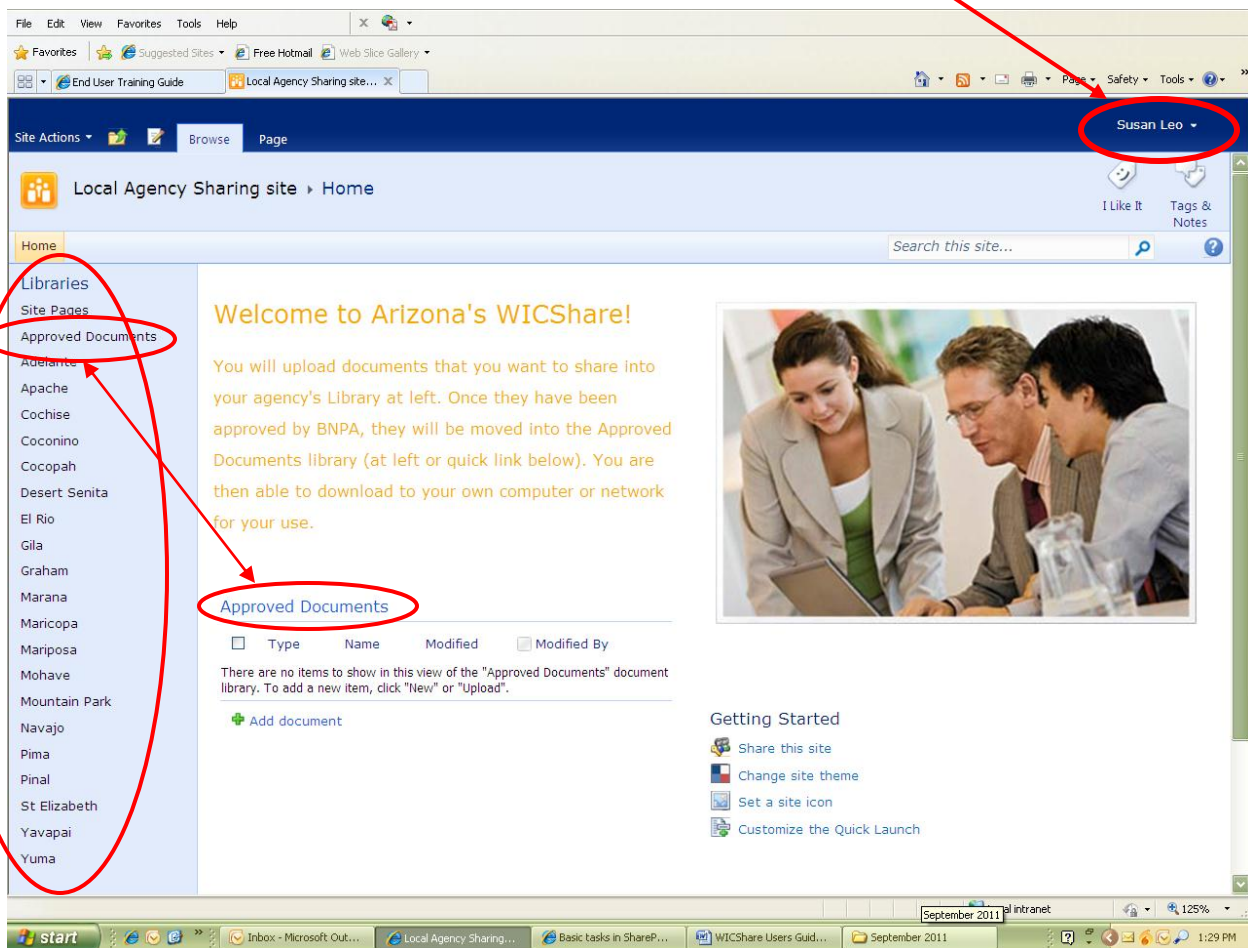 File Edit View Favorites Tools Help
Favorites Suggested Sites Free Hotmail Web Slice Gallery
End User Training Guide Local Agency Sharing site... Page Safety Tools
Site Actions Browse Page Susan Leo
Local Agency Sharing site Home
I Like It Tags & Notes
Home Search this site...
Libraries
Site Pages
Approved Documents
Adelante
Apache
Cochise
Coconino
Cocopah
Desert Senita
El Rio
Gila
Graham
Marana
Maricopa
Mariposa
Mohave
Mountain Park
Navajo
Pima
Pinal
St Elizabeth
Yavapai
Yuma
Welcome to Arizona's WICShare!
You will upload documents that you want to share into
your agency's Library at left. Once they have been
approved by BNPA, they will be moved into the Approved
Documents library (at left or quick link below). You are
then able to download to your own computer or network
for your use.
Approved Documents
Type Name Modified Modified By
There are no items to show in this view of the "Approved Documents" document
library. To add a new item, click "New" or "Upload".
Add document
Getting Started
Share this site
Change site theme
Set a site icon
Customize the Quick Launch
September 2011 intranet 125%
start Inbox - Microsoft Out... Local Agency Sharing... Basic tasks in ShareP... WICShare Users Guid... September 2011 1:29 PM